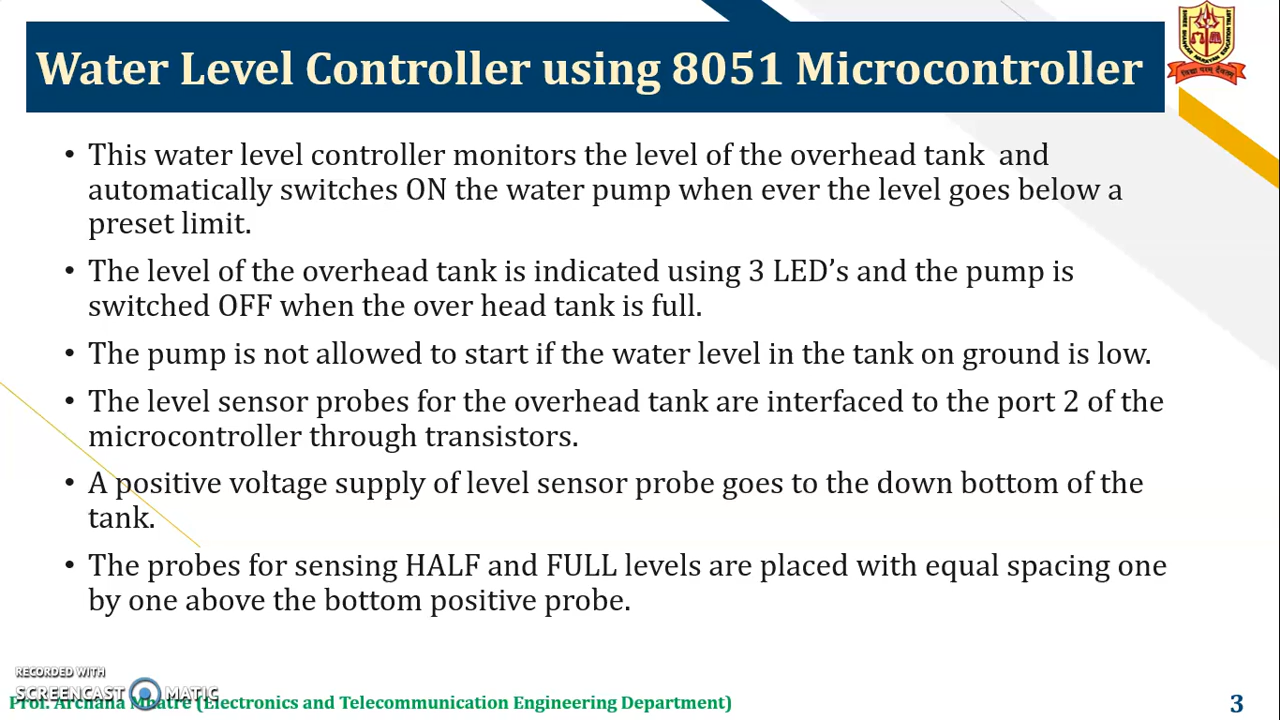 Water Level Controller using 8051 Microcontroller
• This water level controller monitors the level of the overhead tank and
automatically switches ON the water pump when ever the level goes below a
preset limit.
• The level of the overhead tank is indicated using 3 LED’s and the pump is
switched OFF when the over head tank is full.
• The pump is not allowed to start if the water level in the tank on ground is low.
• The level sensor probes for the overhead tank are interfaced to the port 2 of the
microcontroller through transistors.
• A positive voltage supply of level sensor probe goes to the down bottom of the
tank.
• The probes for sensing HALF and FULL levels are placed with equal spacing one
by one above the bottom positive probe.
RECORDED WITH
SCREENCAST MATIC
Prof. Archana Mhatre (Electronics and Telecommunication Engineering Department)
3